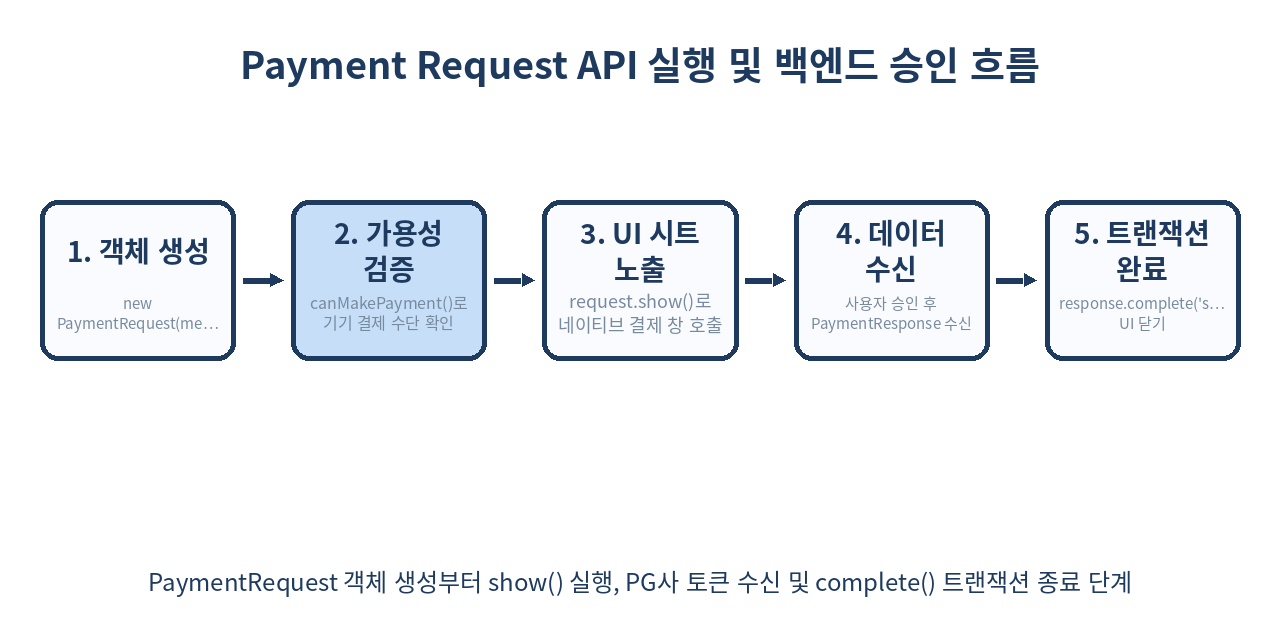 Payment Request API 실행 및 백엔드 승인 흐름
1. 객체 생성
new
PaymentRequest(me…
2. 가용성
검증
canMakePayment()로
기기 결제 수단 확인
3. UI 시트
노출
request.show()로
네이티브 결제 창 호출
4. 데이터
수신
사용자 승인 후
PaymentResponse 수신
5. 트랜잭션
완료
response.complete('s…
UI 닫기
PaymentRequest 객체 생성부터 show() 실행, PG사 토큰 수신 및 complete() 트랜잭션 종료 단계